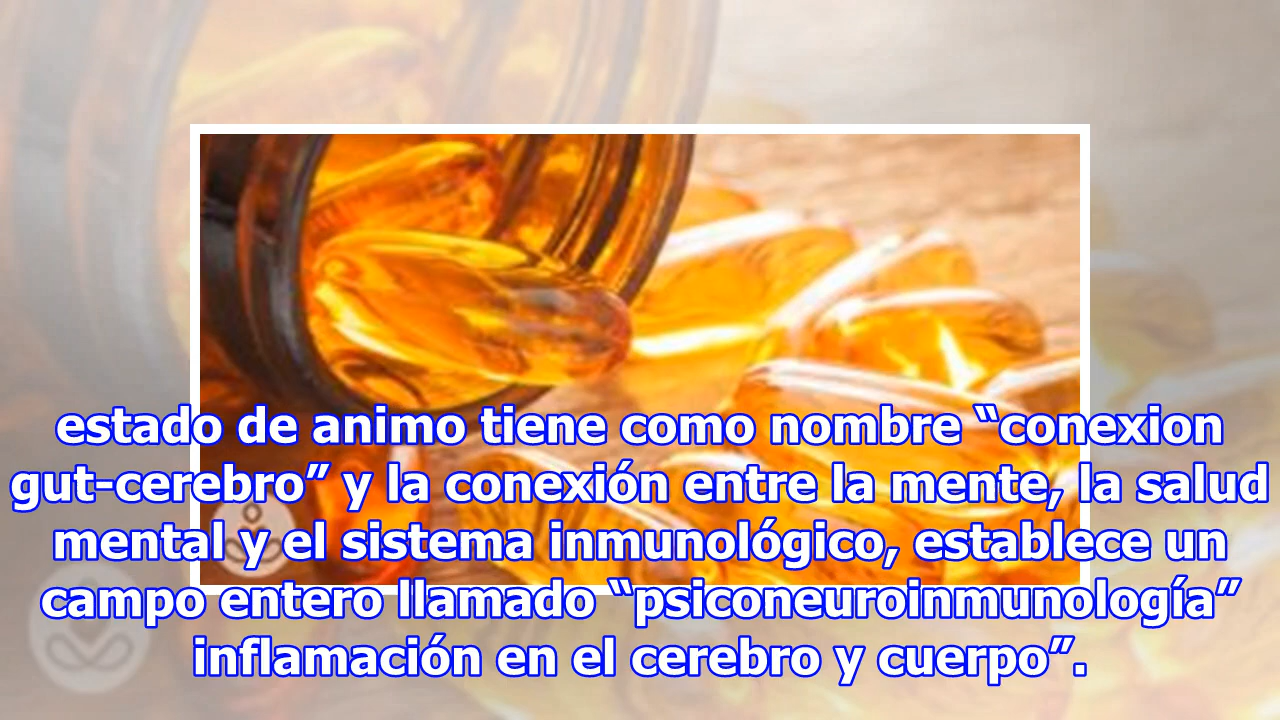 estado de animo tiene como nombre “conexion
gut-cerebro” y la conexión entre la mente, la salud
mental y el sistema inmunológico, establece un
campo entero llamado “psiconeuroinmunología”
inflamación en el cerebro y cuerpo”.